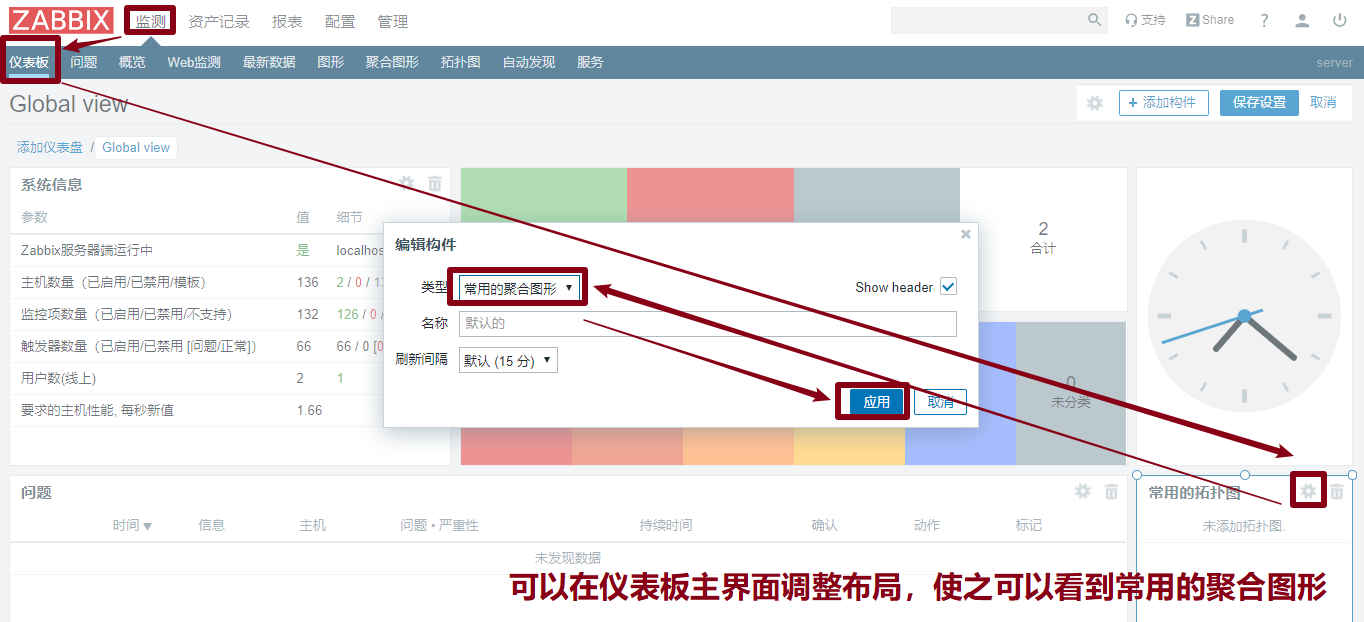 ZABBIX 监测 资产记录 报表 配置 管理 支持 Z Share ?
仪表板 问题 概览 Web监测 最新数据 图形 聚合图形 拓扑图 自动发现 服务 server
Global view + 添加构件 保存设置 取消
添加仪表盘 / Global view
系统信息
参数 值 细节
Zabbix服务器端运行中 是 localhos
主机数量（已启用/已禁用/模板） 136 2 / 0 / 13
监控项数量（已启用/已禁用/不支持） 132 126 / 0 /
触发器数量（已启用/已禁用 [问题/正常]） 66 66 / 0 [0
用户数(线上) 2 1
要求的主机性能, 每秒新值 1.66
2
合计
编辑构件
类型 常用的聚合图形 Show header
名称 默认的
刷新间隔 默认 (15 分)
应用 取消
0
未分类
问题
时间 信息 主机 问题 • 严重性 持续时间 确认 动作 标记
未发现数据
常用的拓扑图
未添加拓扑图.
可以在仪表板主界面调整布局，使之可以看到常用的聚合图形